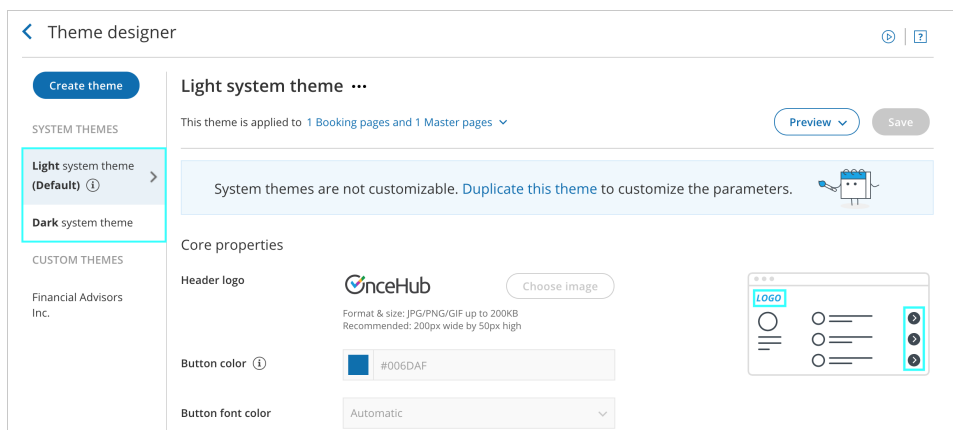 Theme designer
?
Create theme
SYSTEM THEMES
Light system theme
(Default) i
Dark system theme
CUSTOM THEMES
Financial Advisors
Inc.
Light system theme ...
This theme is applied to 1 Booking pages and 1 Master pages
Preview
Save
System themes are not customizable. Duplicate this theme to customize the parameters.
Core properties
Header logo
OnceHub
Choose image
Format & size: JPG/PNG/GIF up to 200KB
Recommended: 200px wide by 50px high
LOGO
Button color i
#006DAF
Button font color
Automatic